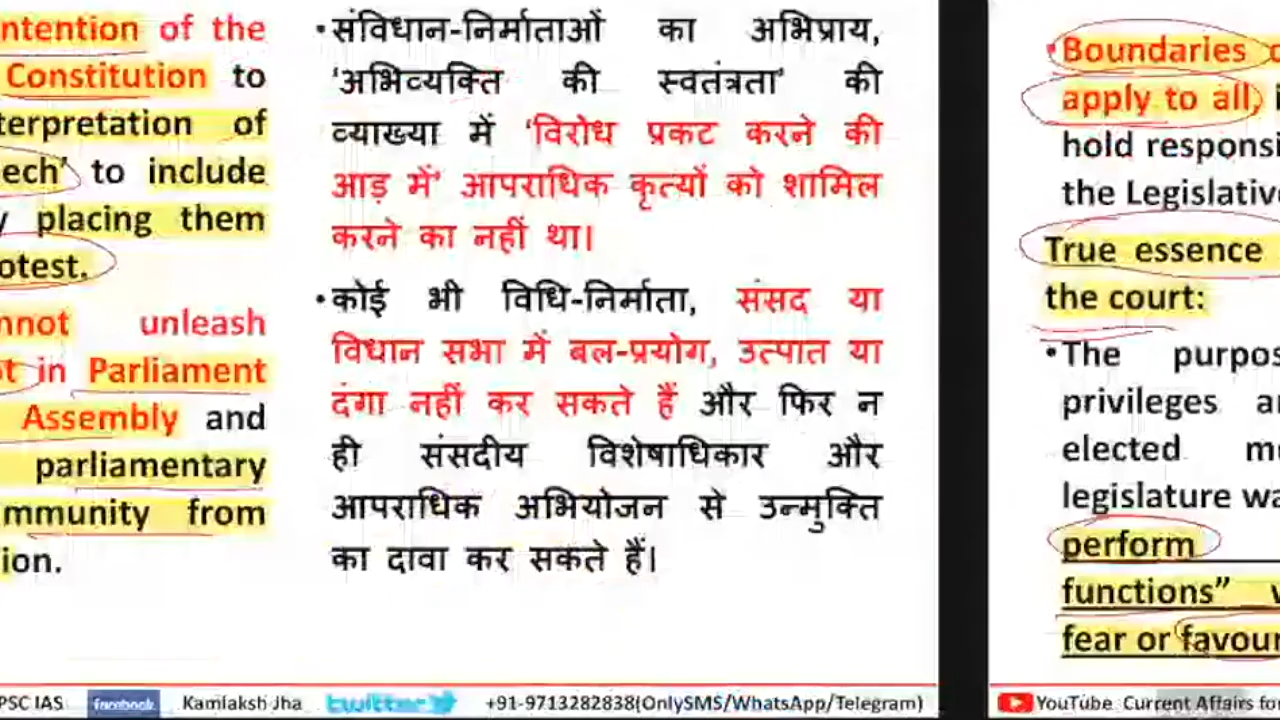 ntention of the
Constitution to
terpretation of
ech' to include
y placing them
otest.
nnot unleash
t in Parliament
Assembly and
parliamentary
mmunity from
ion.
•संविधान-निर्माताओं का अभिप्राय,
'अभिव्यक्ति की स्वतंत्रता' की
व्याख्या में 'विरोध प्रकट करने की
आड़ में' आपराधिक कृत्यों को शामिल
करने का नहीं था।
•कोई भी विधि-निर्माता, संसद या
विधान सभा में बल-प्रयोग, उत्पात या
दंगा नहीं कर सकते हैं और फिर न
ही संसदीय विशेषाधिकार और
आपराधिक अभियोजन से उन्मुक्ति
का दावा कर सकते हैं।
PSC IAS facebook Kamlaksh Jha twitter +91-9713282838(OnlySMS/WhatsApp/Telegram)
•Boundaries
apply to all,
hold responsi
the Legislative
True essence
the court:
•The purpos
privileges a
elected m
legislature wa
perform
functions"
fear or favour
YouTube Current Affairs for